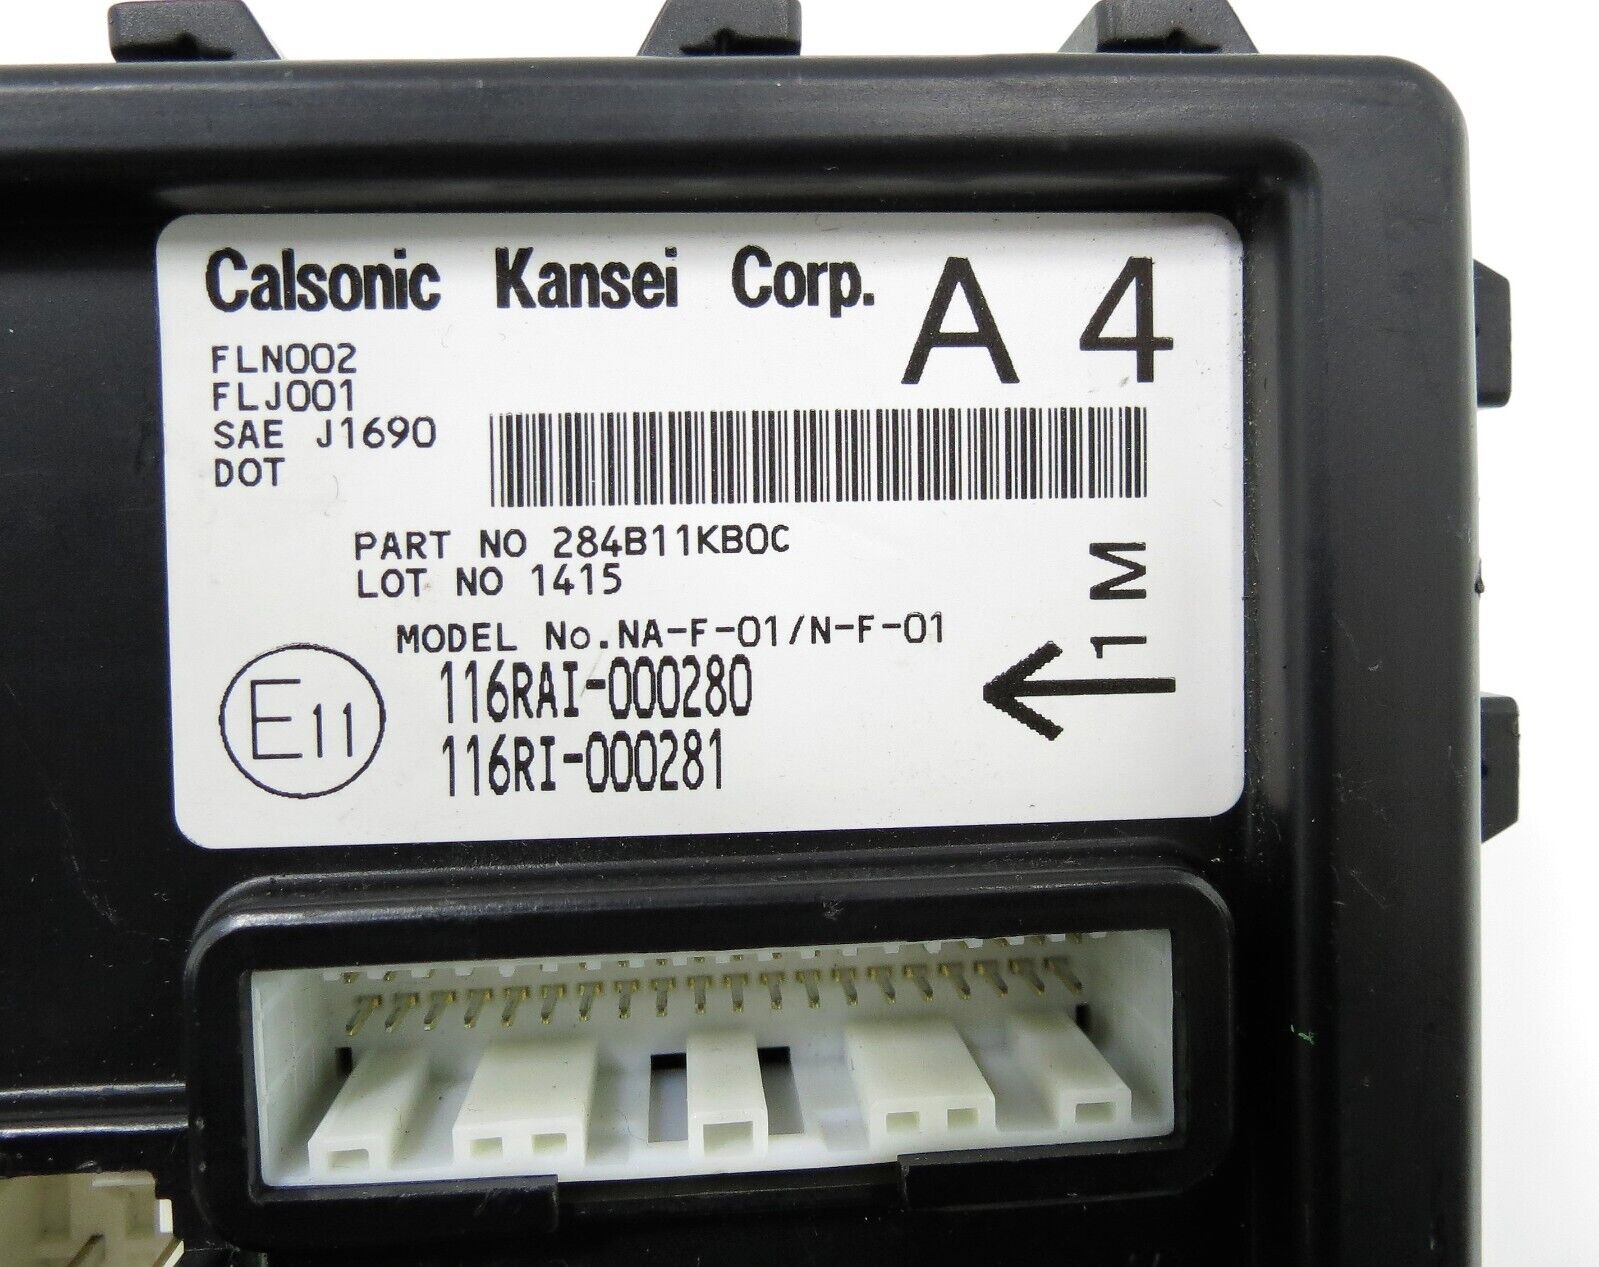 Calsonic Kansei Corp.
A4
FLN002
FLJ001
SAE J1690
DOT
PART NO 284B11KB0C
LOT NO 1415
MODEL No.NA-F-01/N-F-01
E11
116RAI-000280
116RI-000281
1M